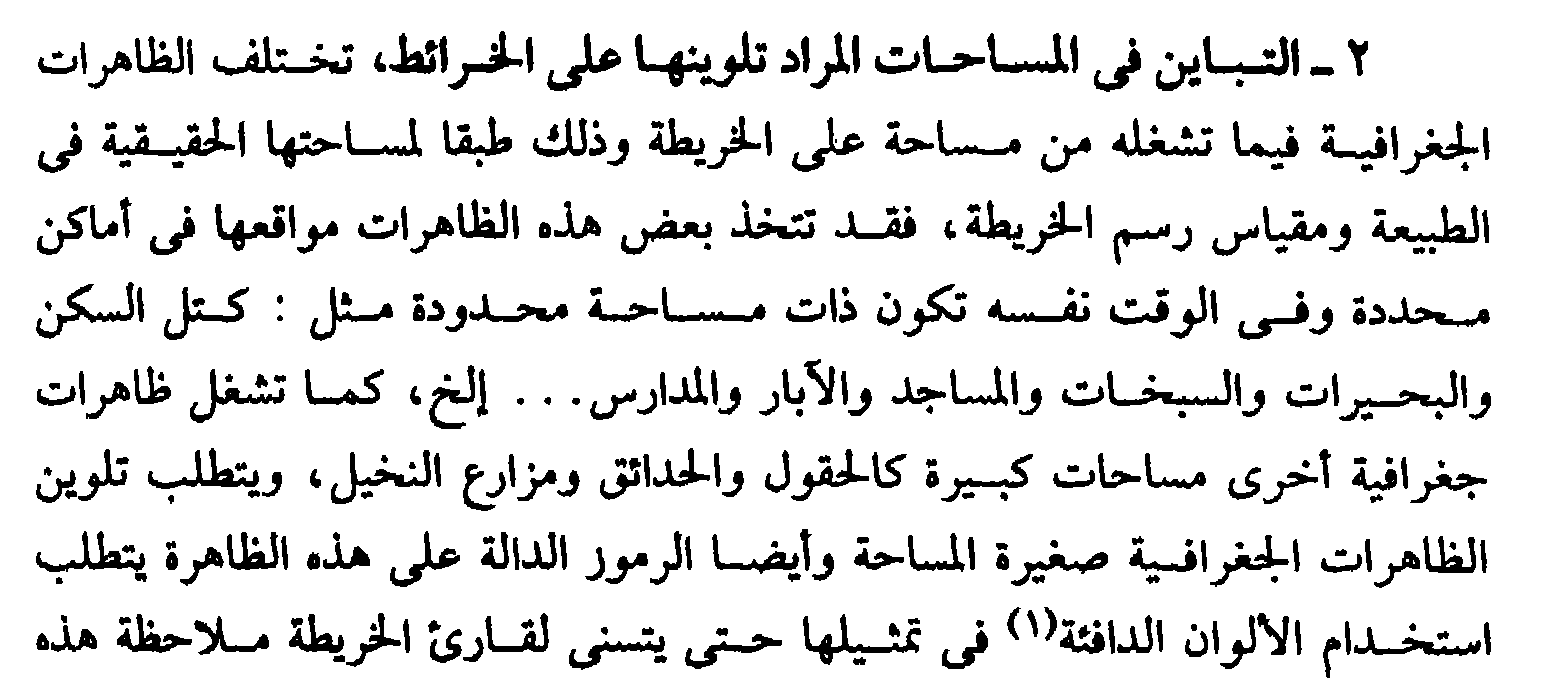 ٢ ـ التباين فى المساحات المراد تلوينها على الخرائط، تختلف الظاهرات
الجغرافية فيما تشغله من مساحة على الخريطة وذلك طبقا لمساحتها الحقيقية فى
الطبيعة ومقياس رسم الخريطة، فقد تتخذ بعض هذه الظاهرات مواقعها فى أماكن
محددة وفى الوقت نفسه تكون ذات مساحة محدودة مثل : كتل السكن
والبحيرات والسبخات والمساجد والآبار والمدارس... إلخ، كما تشغل ظاهرات
جغرافية أخرى مساحات كبيرة كالحقول والحدائق ومزارع النخيل، ويتطلب تلوين
الظاهرات الجغرافية صغيرة المساحة وأيضا الرموز الدالة على هذه الظاهرة يتطلب
استخدام الألوان الدافئة(١) فى تمثيلها حتى يتسنى لقارئ الخريطة ملاحظة هذه